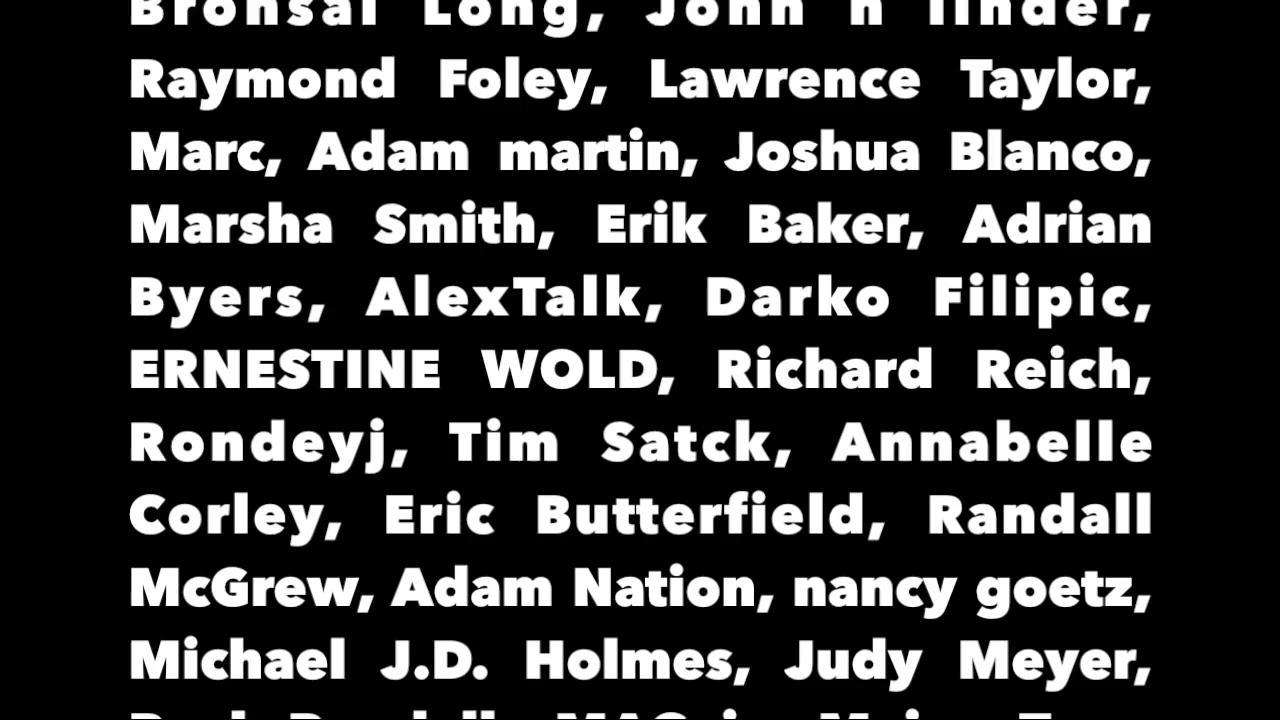 Long, John
Raymond Foley, Lawrence Taylor,
Marc, Adam martin, Joshua Blanco,
Marsha Smith, Erik Baker, Adrian
Byers, AlexTalk, Darko Filipic,
ERNESTINE WOLD, Richard Reich,
Rondeyj, Tim Satck, Annabelle
Corley, Eric Butterfield, Randall
McGrew, Adam Nation, nancy goetz,
Michael J.D. Holmes, Judy Meyer,